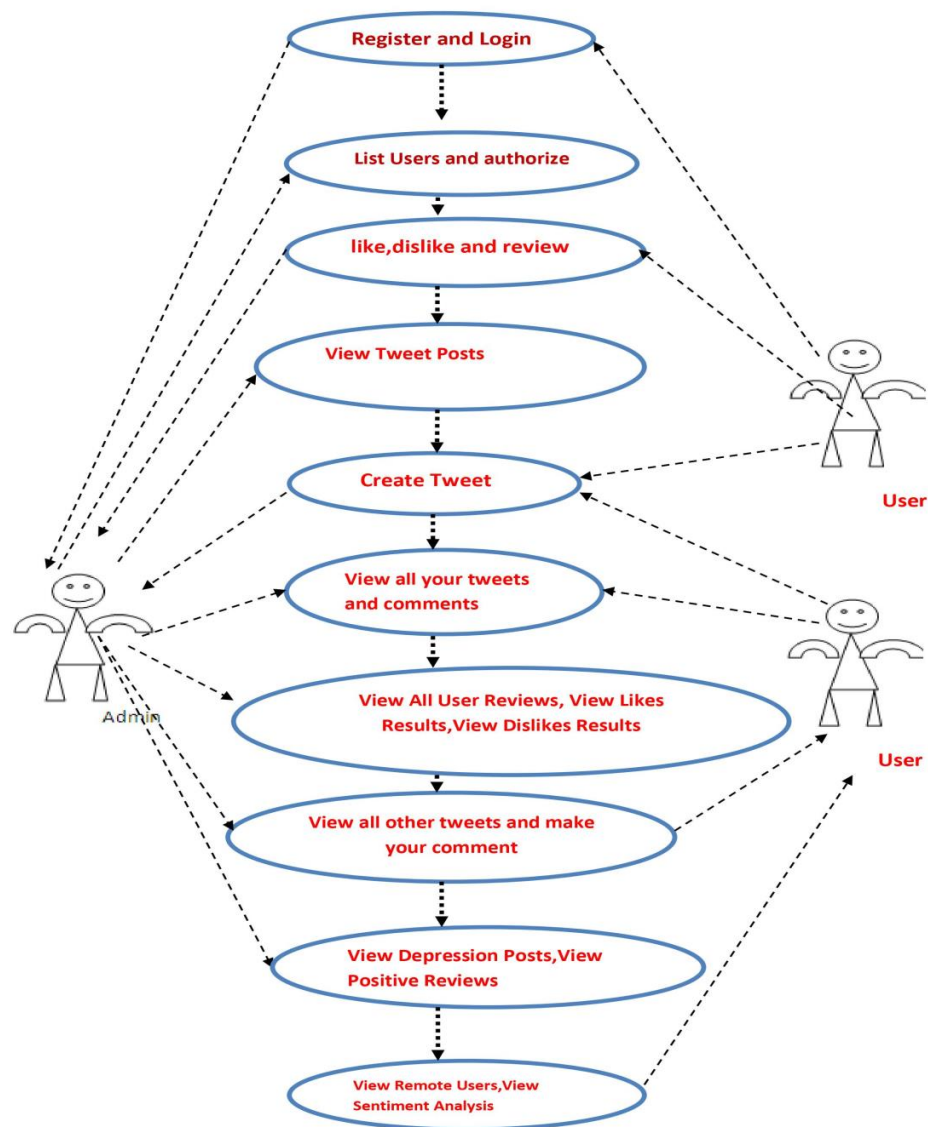 Register and Login
List Users and authorize
like,dislike and review
View Tweet Posts
Create Tweet
User
View all your tweets
and comments
Admin
View All User Reviews, View Likes
Results,View Dislikes Results
User
View all other tweets and make
your comment
View Depression Posts,View
Positive Reviews
View Remote Users,View
Sentiment Analysis